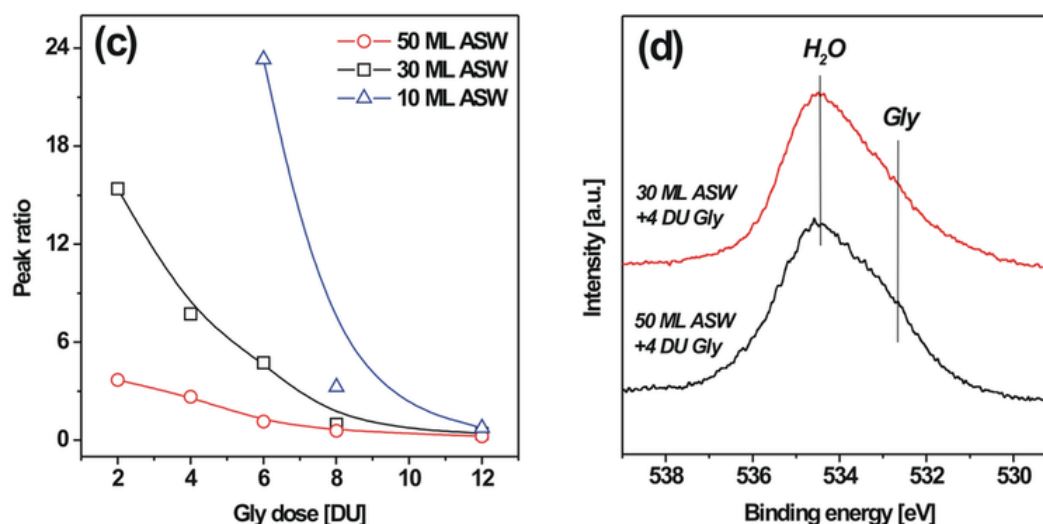 (c)
50 ML ASW
30 ML ASW
10 ML ASW
24
18
12
6
0
2 4 6 8 10 12
Peak ratio
Gly dose [DU]
(d)
H₂O
Gly
30 ML ASW
+4 DU Gly
50 ML ASW
+4 DU Gly
Intensity [a.u.]
538 536 534 532 530
Binding energy [eV]